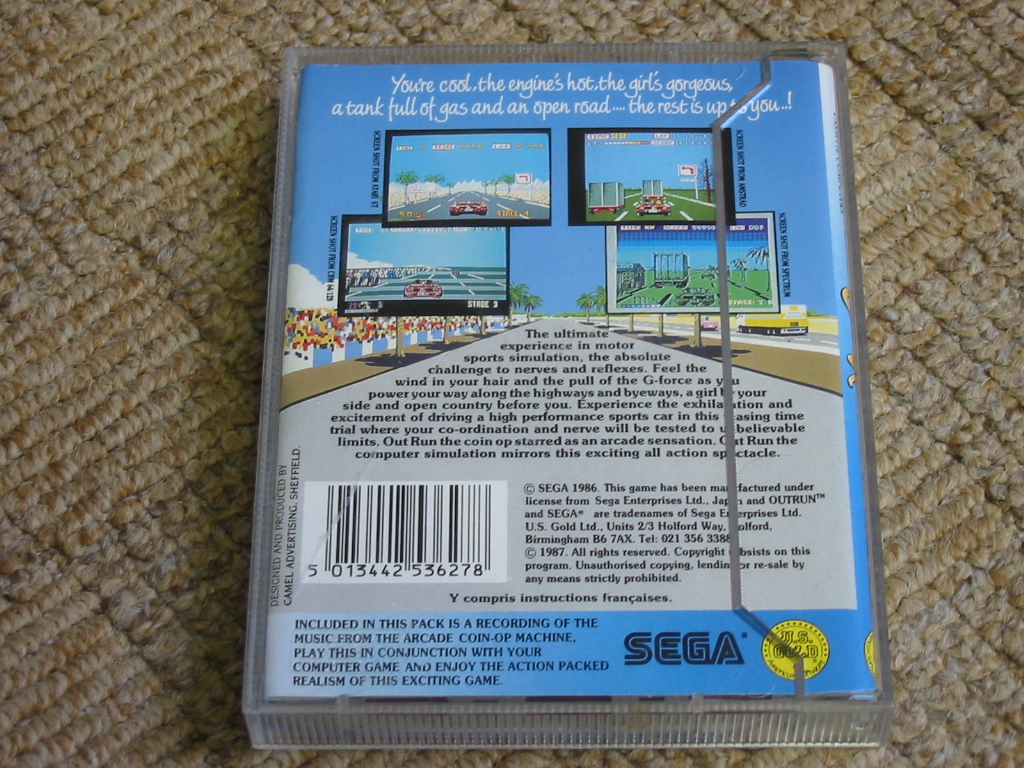 You're cool, the engine's hot, the girl's gorgeous,
a tank full of gas and an open road.... the rest is up to you..!
SCREEN SHOT FROM ATARI ST
SCREEN SHOT FROM AMSTRAD
SCREEN SHOT FROM CBM 64/128
SCREEN SHOT FROM SPECTRUM
STAGE 3
The ultimate
experience in motor
sports simulation, the absolute
challenge to nerves and reflexes. Feel the
wind in your hair and the pull of the G-force as you
power your way along the highways and byeways, a girl by your
side and open country before you. Experience the exhilaration and
excitement of driving a high performance sports car in this teasing time
trial where your co-ordination and nerve will be tested to unbelievable
limits. Out Run the coin op starred as an arcade sensation. Out Run the
computer simulation mirrors this exciting all action spectacle.
DESIGNED AND PRODUCED BY
CAMEL ADVERTISING, SHEFFIELD.
© SEGA 1986. This game has been manufactured under
license from Sega Enterprises Ltd., Japan and OUTRUN™
and SEGA® are tradenames of Sega Enterprises Ltd.
U.S. Gold Ltd., Units 2/3 Holford Way, Holford,
Birmingham B6 7AX. Tel: 021 356 3388
© 1987. All rights reserved. Copyright subsists on this
program. Unauthorised copying, lending or re-sale by
any means strictly prohibited.
5 013442 536278
Y compris instructions françaises.
INCLUDED IN THIS PACK IS A RECORDING OF THE
MUSIC FROM THE ARCADE COIN-OP MACHINE,
PLAY THIS IN CONJUNCTION WITH YOUR
COMPUTER GAME AND ENJOY THE ACTION PACKED
REALISM OF THIS EXCITING GAME.
SEGA®
U.S.
GOLD